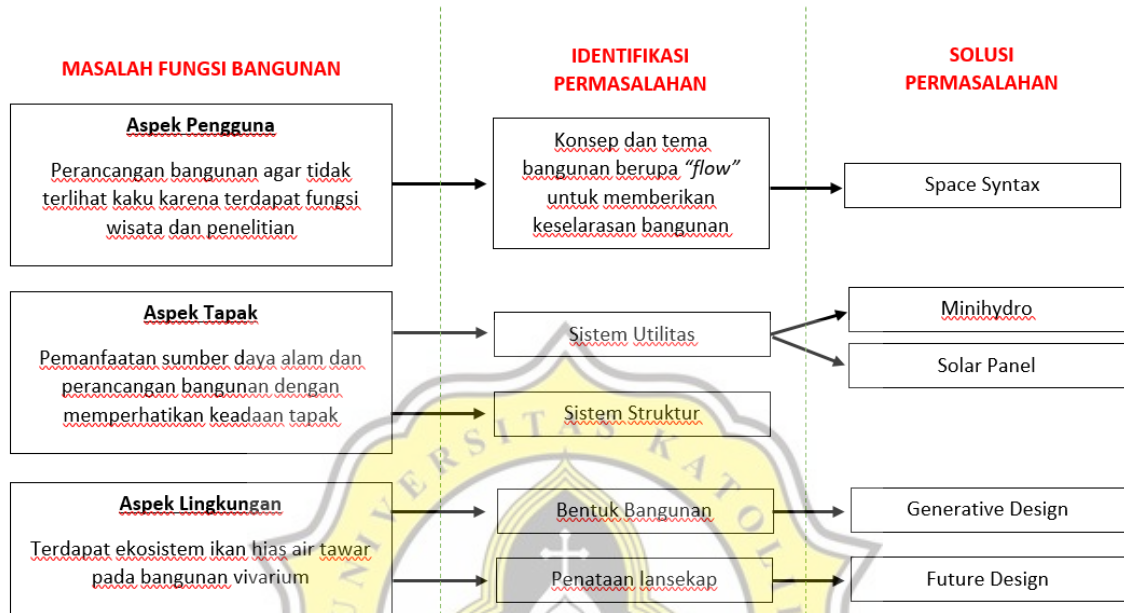 MASALAH FUNGSI BANGUNAN
IDENTIFIKASI
PERMASALAHAN
SOLUSI
PERMASALAHAN
Aspek Pengguna
Perancangan bangunan agar tidak
terlihat kaku karena terdapat fungsi
wisata dan penelitian
Konsep dan tema
bangunan berupa “flow”
untuk memberikan
keselarasan bangunan
Space Syntax
Aspek Tapak
Pemanfaatan sumber daya alam dan
perancangan bangunan dengan
memperhatikan keadaan tapak
Sistem Utilitas
Minihydro
Solar Panel
Sistem Struktur
Aspek Lingkungan
Terdapat ekosistem ikan hias air tawar
pada bangunan vivarium
Bentuk Bangunan
Generative Design
Penataan lansekap
Future Design
UNIVERSITAS KATOL